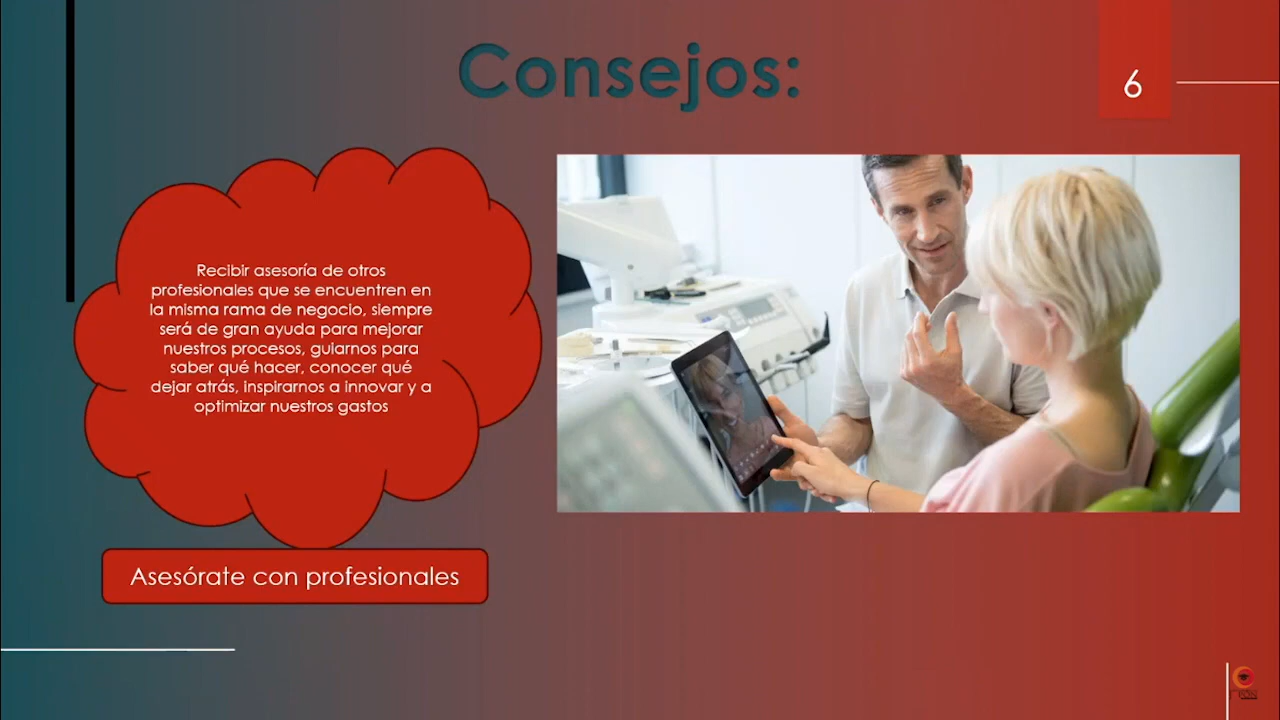 Consejos:
6
Recibir asesoría de otros
profesionales que se encuentren en
la misma rama de negocio, siempre
será de gran ayuda para mejorar
nuestros procesos, guiarnos para
saber qué hacer, conocer qué
dejar atrás, inspirarnos a innovar y a
optimizar nuestros gastos
Asesórate con profesionales